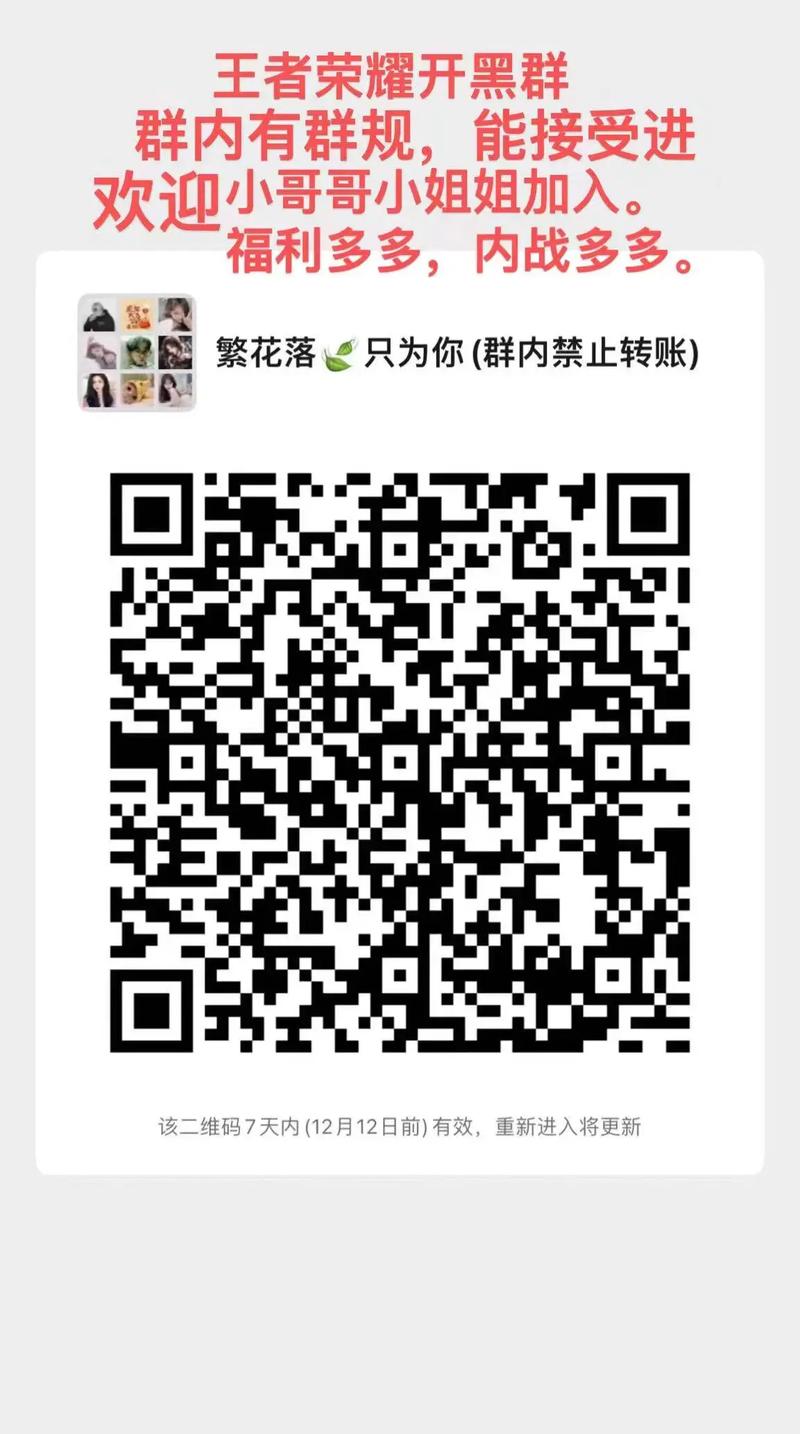 王者荣耀开黑群
群内有群规，能接受进
欢迎小哥哥小姐姐加入。
福利多多，内战多多。
繁花落🍃只为你(群内禁止转账)
该二维码7天内(12月12日前)有效，重新进入将更新